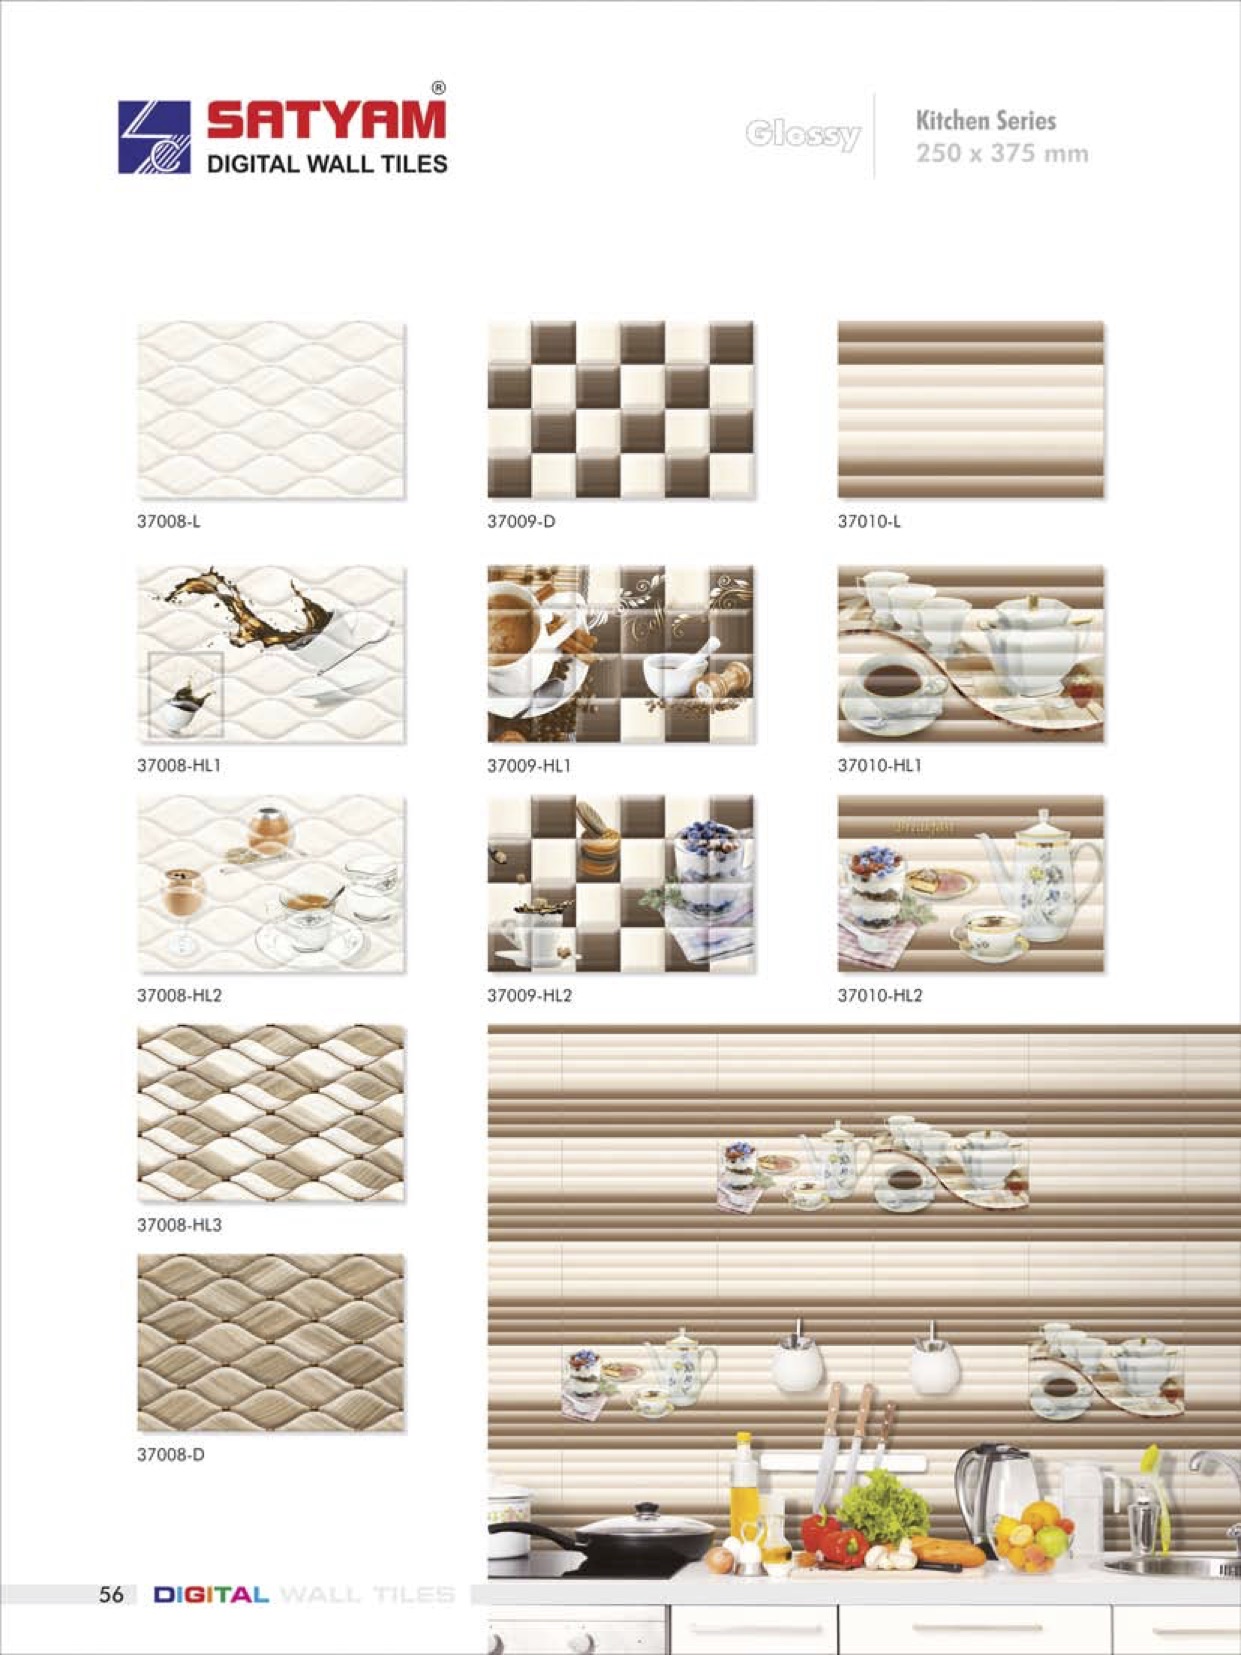 ®
SATYAM
DIGITAL WALL TILES
Glossy
Kitchen Series
250 x 375 mm
37008-L
37009-D
37010-L
37008-HL1
37009-HL1
37010-HL1
Breakfast
37008-HL2
37009-HL2
37010-HL2
37008-HL3
37008-D
56
DIGITAL WALL TILES